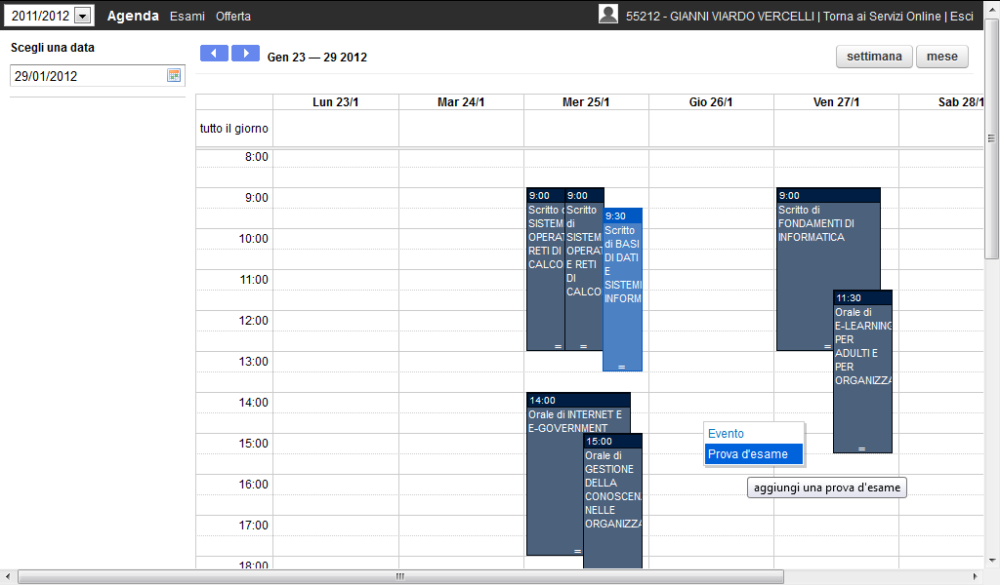 2011/2012 Agenda Esami Offerta 55212 - GIANNI VIARDO VERCELLI | Torna ai Servizi Online | Esci
Scegli una data
29/01/2012
Gen 23 — 29 2012
settimana mese
Lun 23/1 Mar 24/1 Mer 25/1 Gio 26/1 Ven 27/1 Sab 28/1
tutto il giorno
8:00
9:00
10:00
11:00
12:00
13:00
14:00
15:00
16:00
17:00
18:00
9:00
Scritto
SISTEM
OPERAT
RETI DI
CALCO
9:00
Scritto
di
SISTEM
OPERAT
E RETI
DI
CALCO
9:30
Scritto
di BASI
DI DATI
E
SISTEMI
INFORM
14:00
Orale di INTERNET E
E-GOVERNMENT
15:00
Orale di
GESTIONE
DELLA
CONOSCEN
NELLE
ORGANIZZA
9:00
Scritto di
FONDAMENTI DI
INFORMATICA
11:30
Orale di
E-LEARNING
PER
ADULTI E
PER
ORGANIZZA
Evento
Prova d'esame
aggiungi una prova d'esame